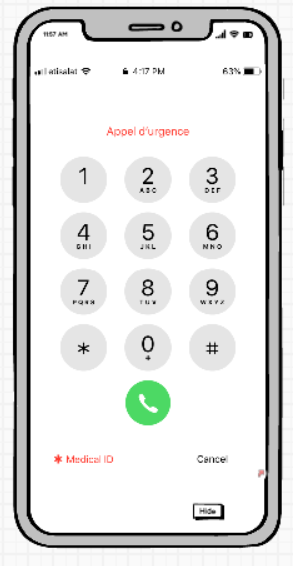 11:57 AM
etisalat 4:17 PM 63%
Appel d'urgence
1 2 3
ABC DEF
4 5 6
GHI JKL MNO
7 8 9
PQRS TUV WXYZ
* 0 #
+
* Medical ID Cancel
Hide